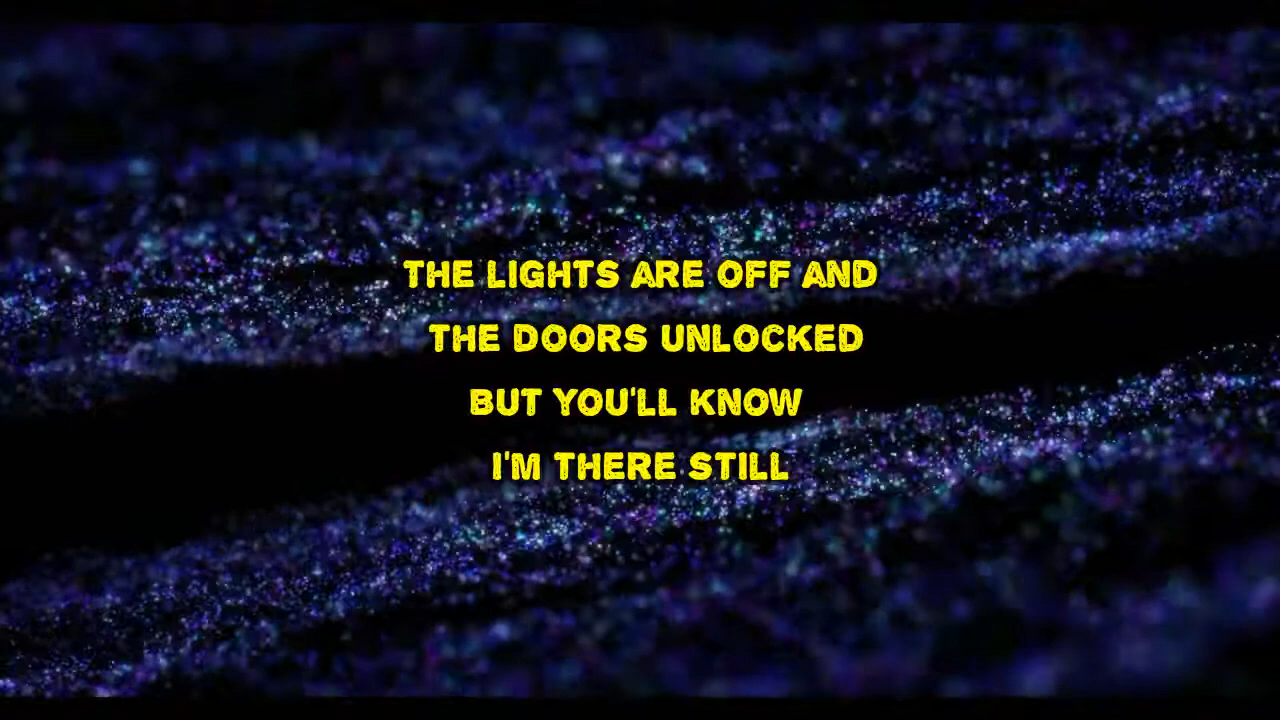 THE LIGHTS ARE OFF AND
THE DOORS UNLOCKED
BUT YOU'LL KNOW
I'M THERE STILL